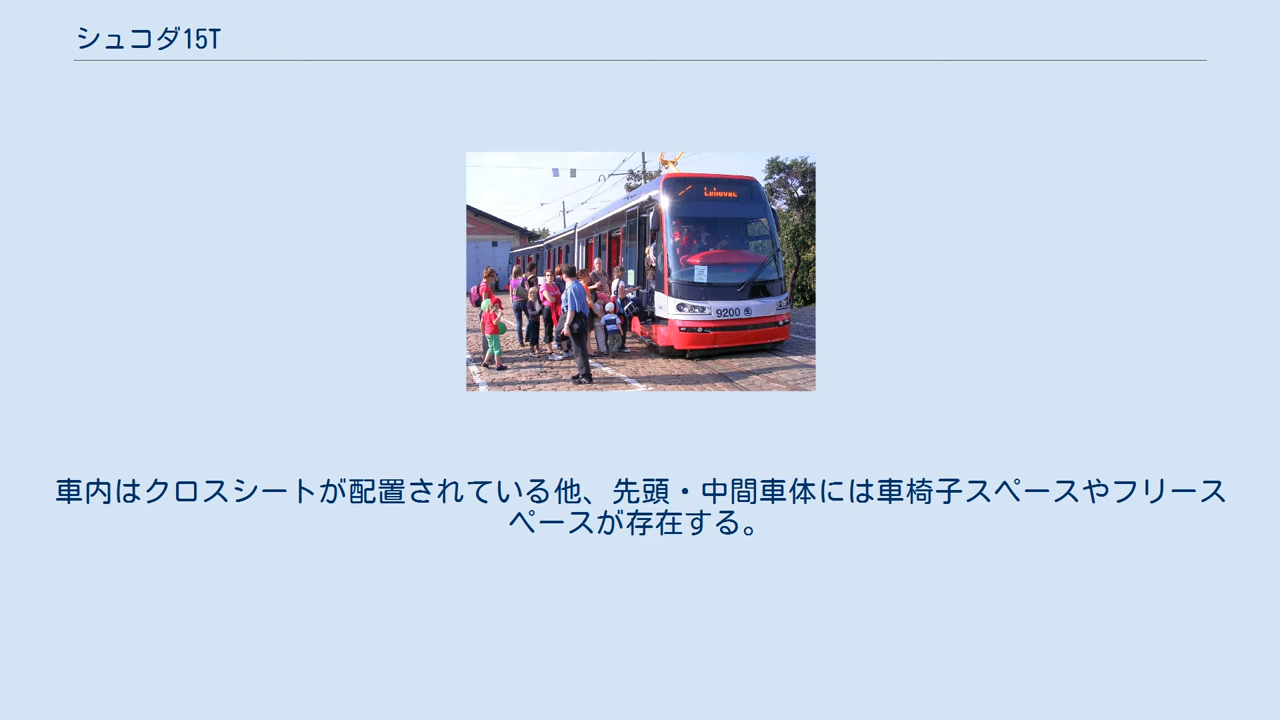 シュコダ15T
Lehovec
9200
車内はクロスシートが配置されている他、先頭・中間車体には車椅子スペースやフリース
ペースが存在する。